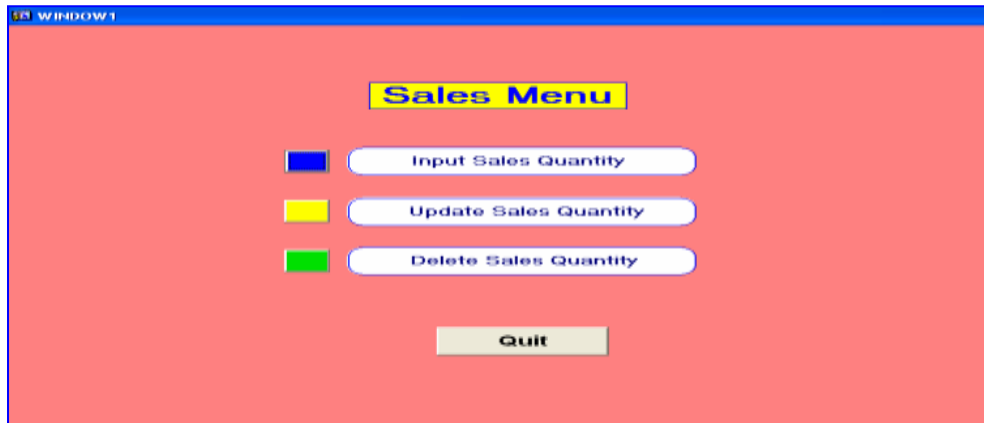 WINDOW1
Sales Menu
Input Sales Quantity
Update Sales Quantity
Delete Sales Quantity
Quit